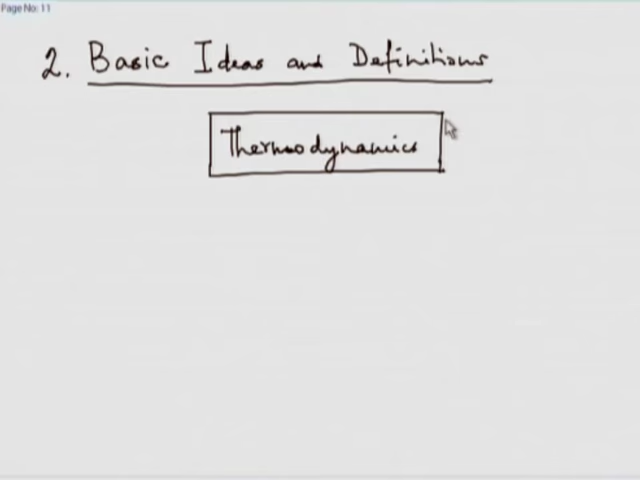 Page No: 11
2. Basic Ideas and Definitions
Thermodynamics